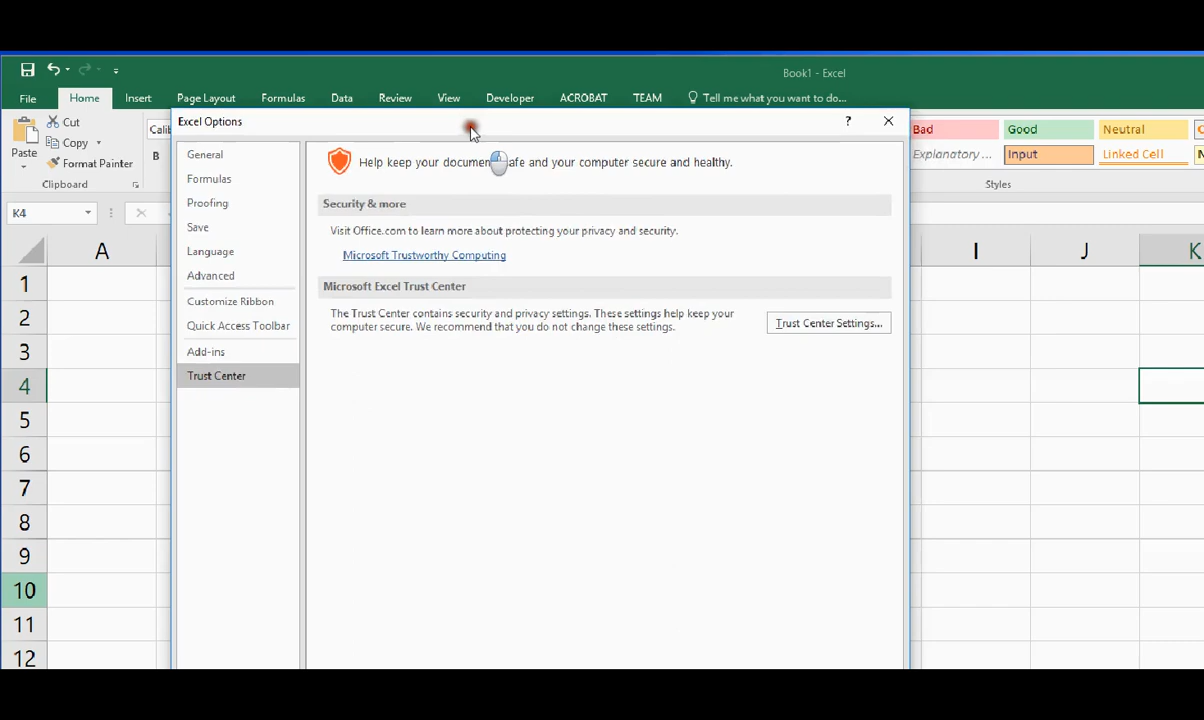 Book1 - Excel
File Home Insert Page Layout Formulas Data Review View Developer ACROBAT TEAM Tell me what you want to do...
Paste
Cut
Copy
Format Painter
Clipboard
B
Bad Good Neutral
Explanatory ... Input Linked Cell
Styles
K4
A I J K
1
2
3
4
5
6
7
8
9
10
11
12
Excel Options
?
General
Formulas
Proofing
Save
Language
Advanced
Customize Ribbon
Quick Access Toolbar
Add-ins
Trust Center
Help keep your and your computer secure and healthy.
Security & more
Visit Office.com to learn more about protecting your privacy and security.
Microsoft Trustworthy Computing
Microsoft Excel Trust Center
The Trust Center contains security and privacy settings. These settings help keep your
computer secure. We recommend that you do not change these settings.
Trust Center Settings...